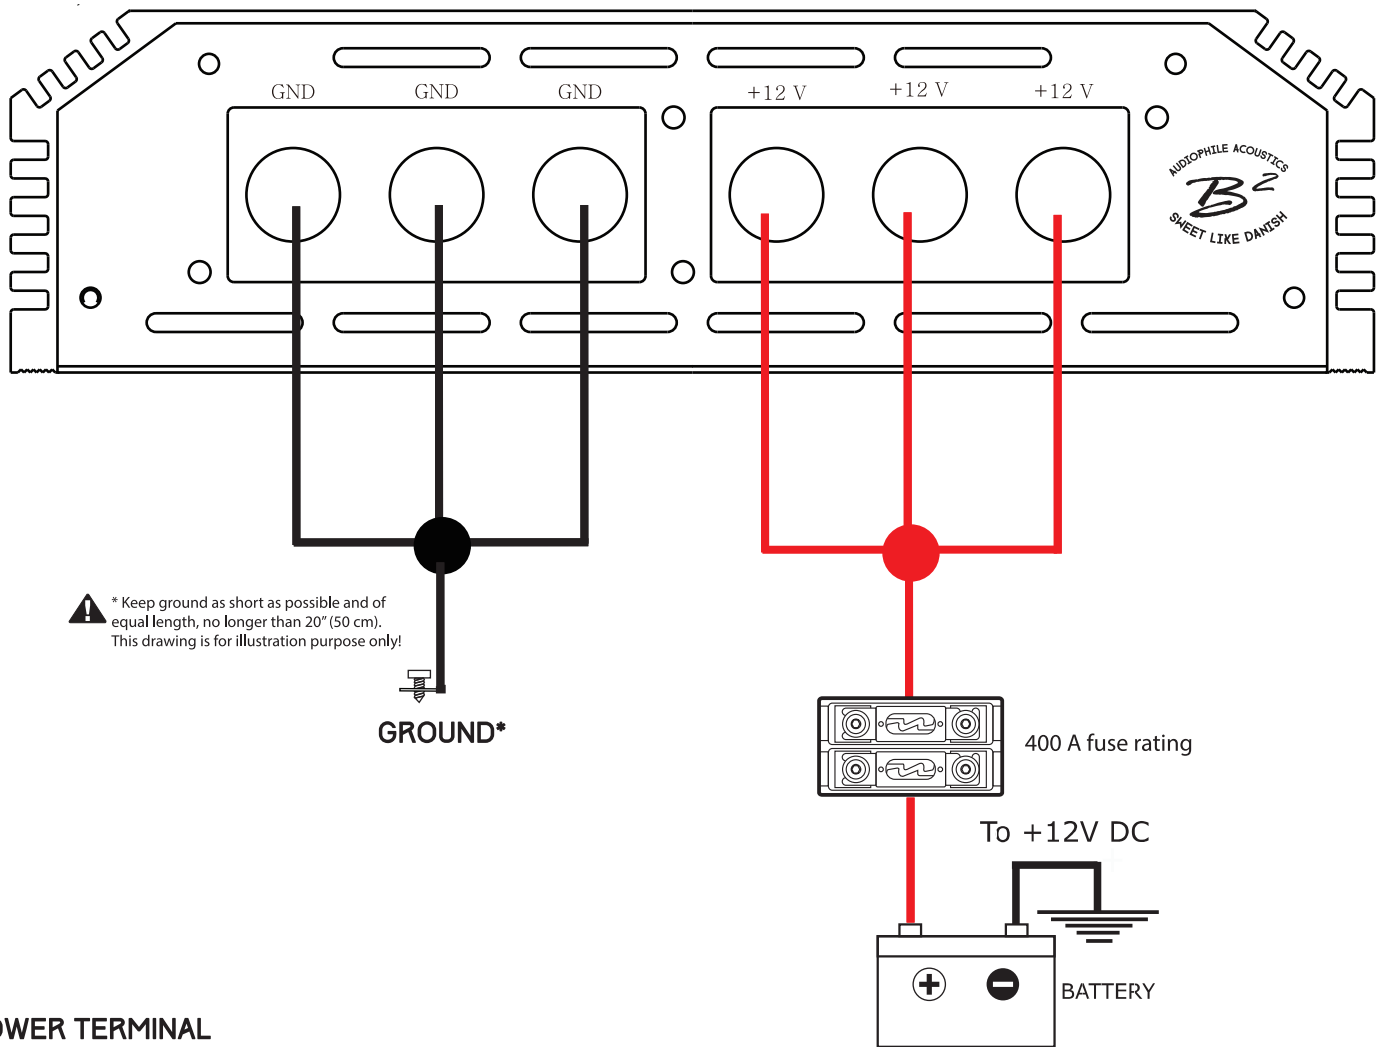 GND
GND
GND
+12 V
+12 V
+12 V
AUDIOPHILE ACOUSTICS
B2
SWEET LIKE DANISH
* Keep ground as short as possible and of
equal length, no longer than 20” (50 cm).
This drawing is for illustration purpose only!
GROUND*
400 A fuse rating
To +12V DC
BATTERY
OWER TERMINAL